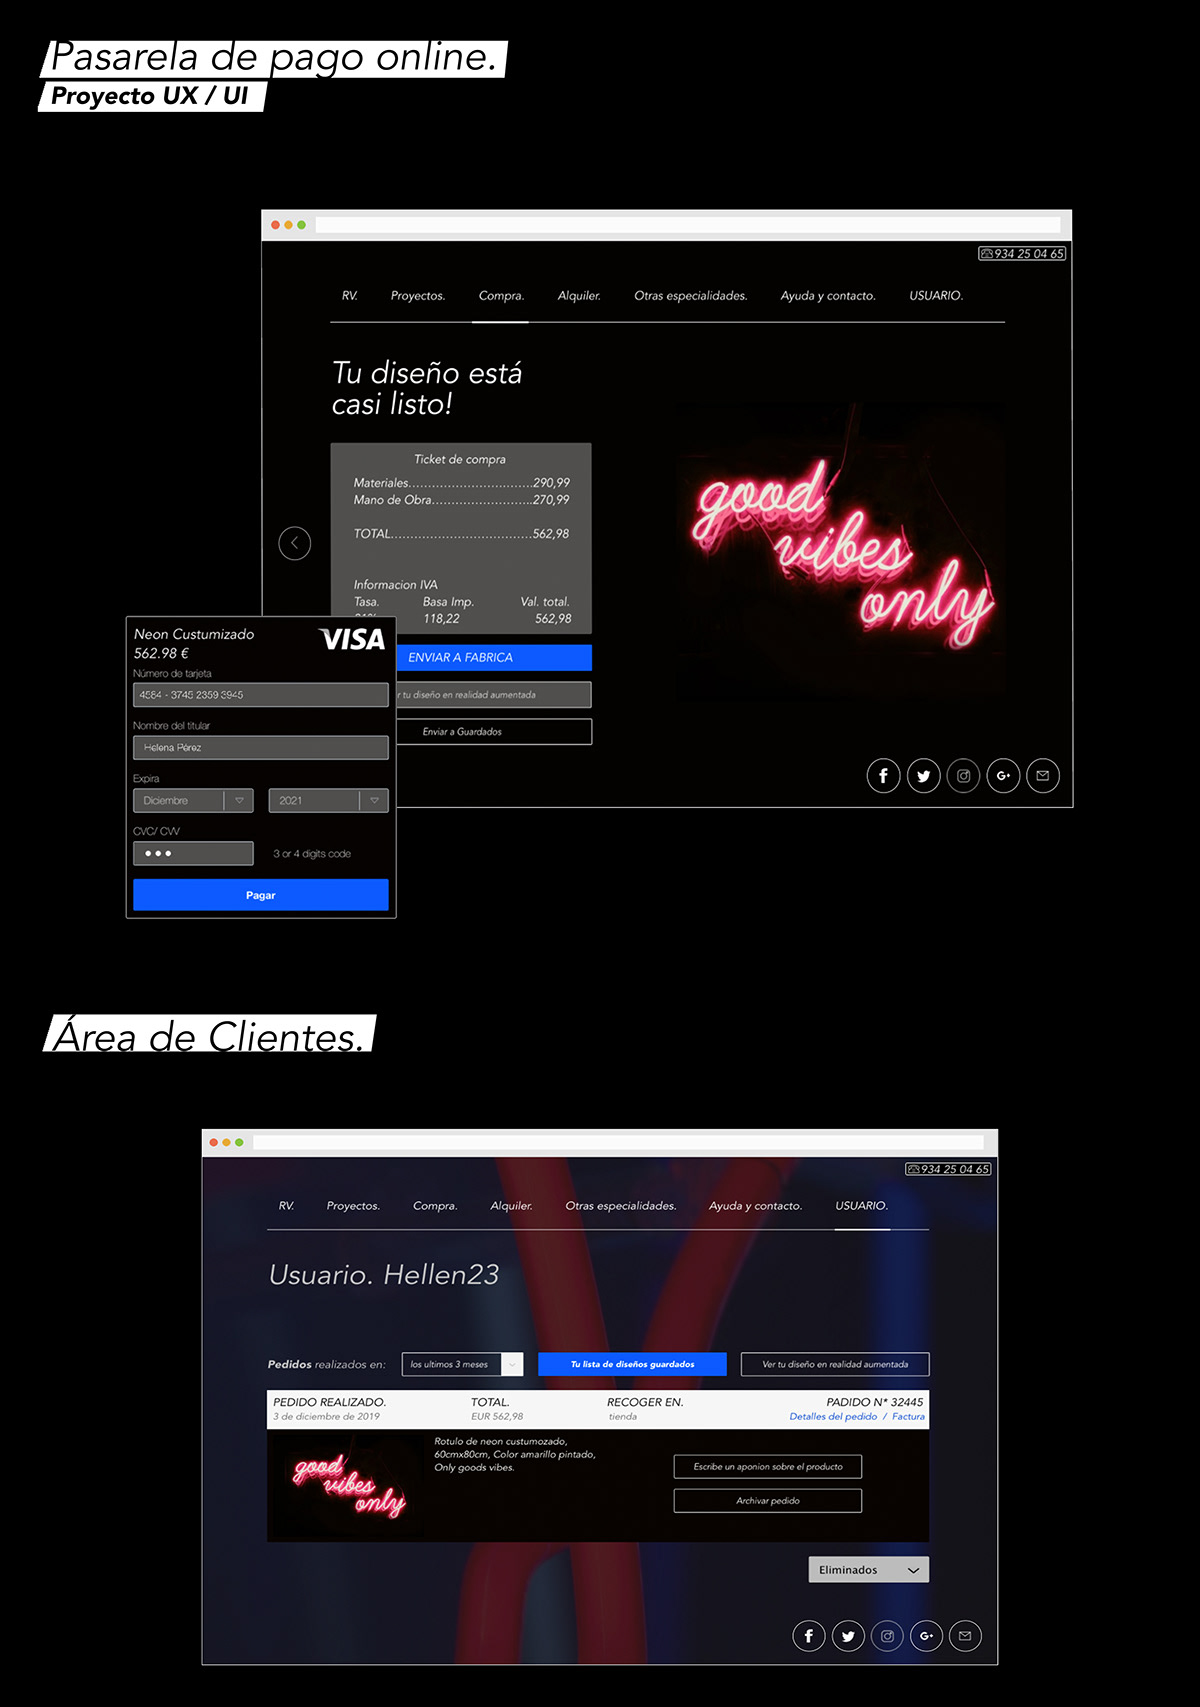 Pasarela de pago online.
Proyecto UX / UI
934 25 04 65
RV. Proyectos. Compra. Alquiler. Otras especialidades. Ayuda y contacto. USUARIO.
Tu diseño está
casi listo!
Ticket de compra
Materiales..............................290,99
Mano de Obra........................270,99
TOTAL..................................562,98
Informacion IVA
Tasa. Basa Imp. Val. total.
118,22 562,98
good
vibes
only
ENVIAR A FABRICA
tu diseño en realidad aumentada
Enviar a Guardados
Neon Custumizado
VISA
562.98 €
Número de tarjeta
4584 - 3745 2359 3945
Nombre del titular
Helena Pérez
Expira
Diciembre 2021
CVC/ CVV
3 or 4 digits code
Pagar
f G+
Área de Clientes.
934 25 04 65
RV. Proyectos. Compra. Alquiler. Otras especialidades. Ayuda y contacto. USUARIO.
Usuario. Hellen23
Pedidos realizados en: los ultimos 3 meses Tu lista de diseños guardados Ver tu diseño en realidad aumentada
PEDIDO REALIZADO. TOTAL. RECOGER EN. PADIDO N* 32445
3 de diciembre de 2019 EUR 562,98 tienda Detalles del pedido / Factura
good
vibes
only
Rotulo de neon custumozado,
60cmx80cm, Color amarillo pintado,
Only goods vibes.
Escribe un aponion sobre el producto
Archivar pedido
Eliminados
f G+